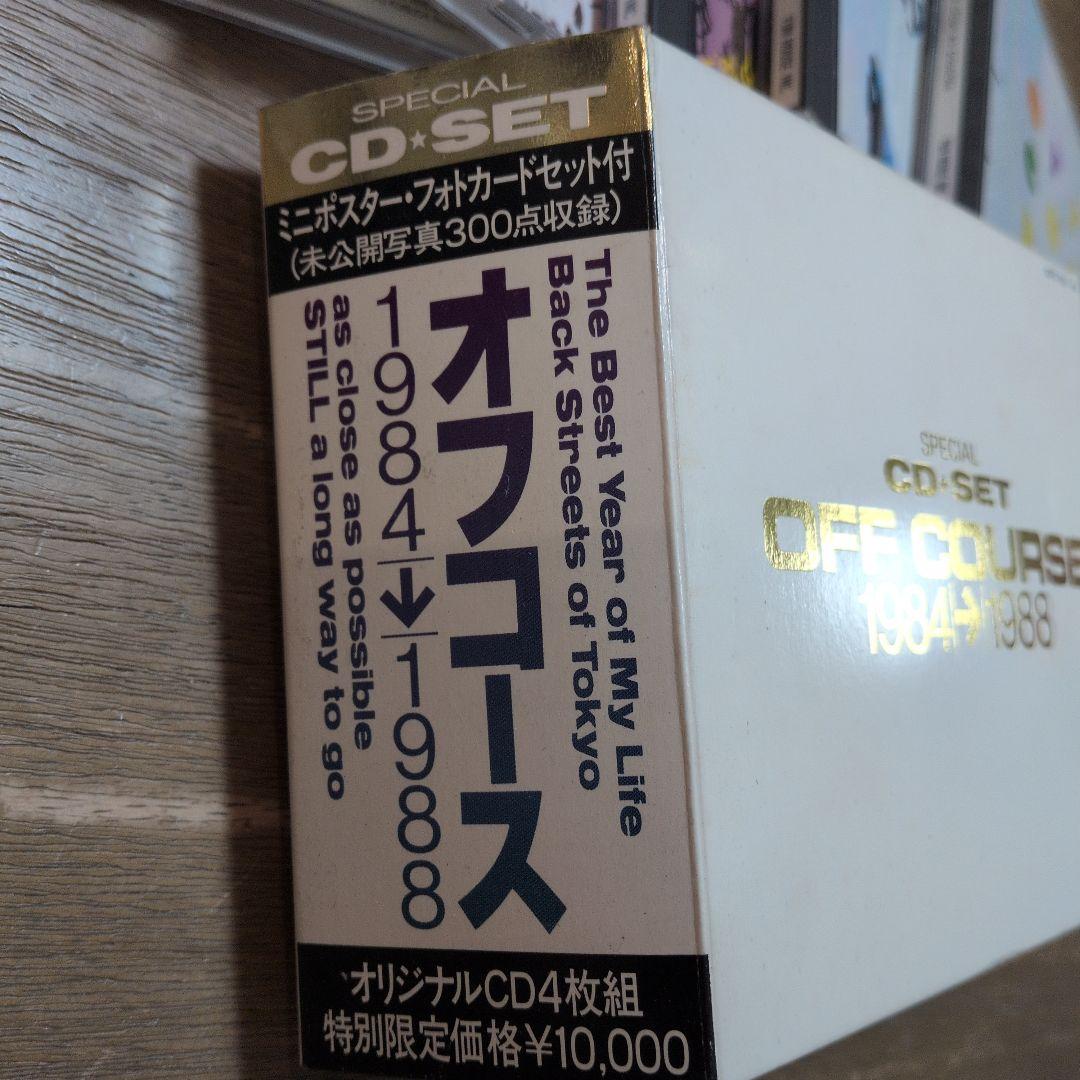 SPECIAL
CD★SET
ミニポスター・フォトカードセット付
(未公開写真300点収録)
The Best Year of My Life
Back Streets of Tokyo
オフコース
1984→1988
as close as possible
STILL a long way to go
オリジナルCD4枚組
特別限定価格¥10,000
SPECIAL
CD★SET
OFF COURSE
1984→1988